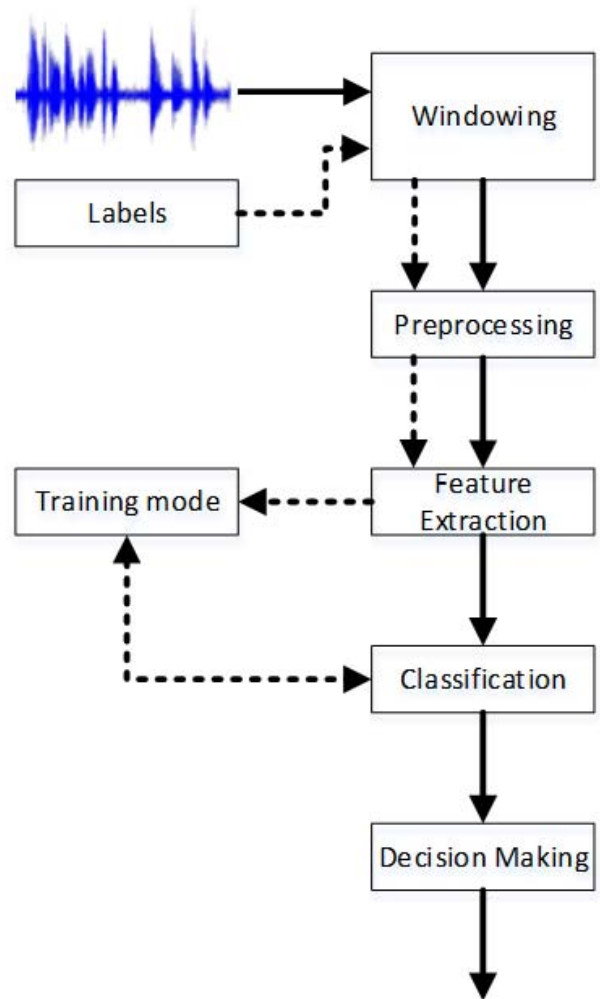 Windowing
Labels
Preprocessing
Training mode
Feature
Extraction
Classification
Decision Making